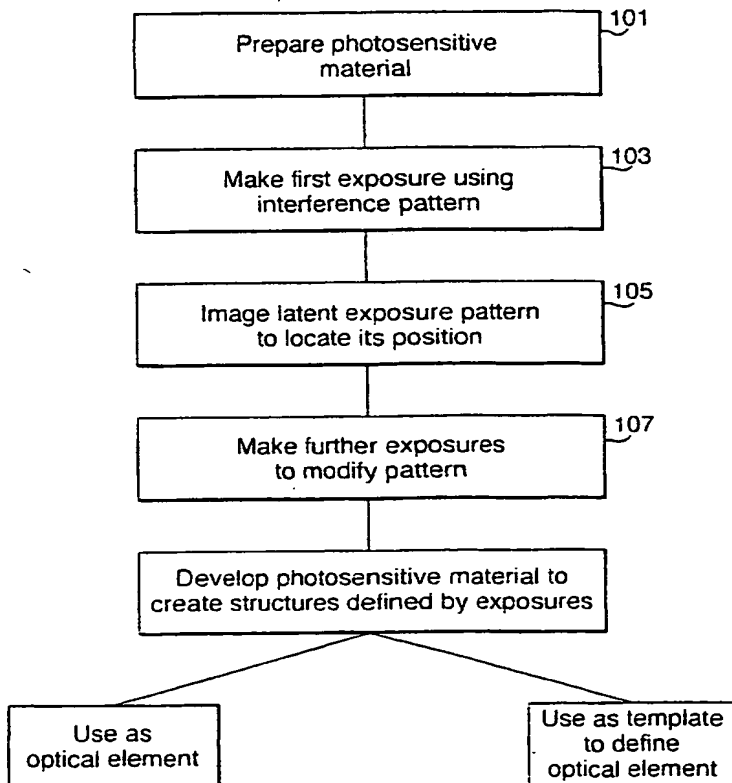 101
Prepare photosensitive
material
103
Make first exposure using
interference pattern
105
Image latent exposure pattern
to locate its position
107
Make further exposures
to modify pattern
Develop photosensitive material to
create structures defined by exposures
Use as
optical element
Use as template
to define
optical element